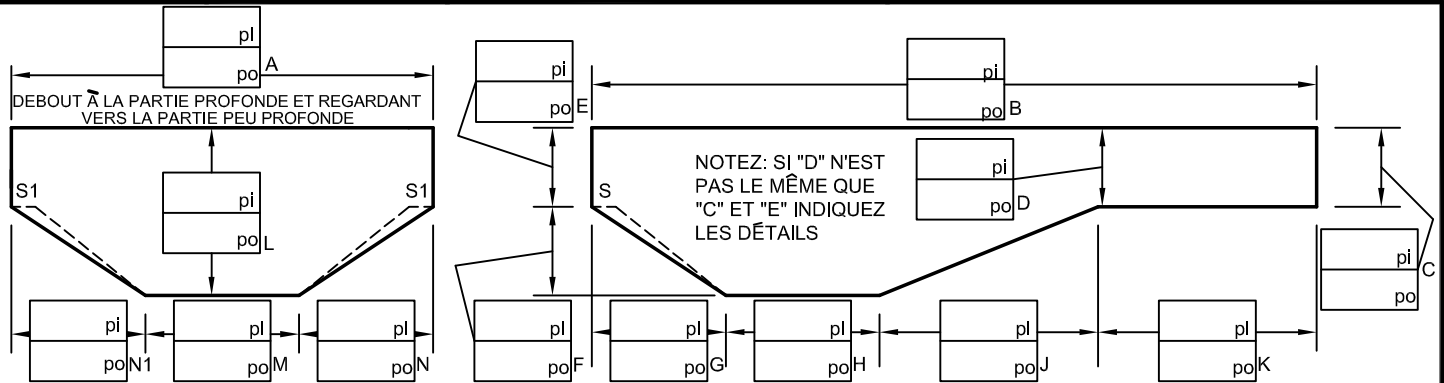 pl
po A
DEBOUT À LA PARTIE PROFONDE ET REGARDANT
VERS LA PARTIE PEU PROFONDE
S1
S1
pi
po L
pi
po N1
pl
po M
pl
po N
pi
po E
pl
po F
pi
po B
S
NOTEZ: SI "D" N'EST
PAS LE MÊME QUE
"C" ET "E" INDIQUEZ
LES DÉTAILS
pi
po D
pi
po C
pl
po G
pl
po H
pl
po J
pl
po K